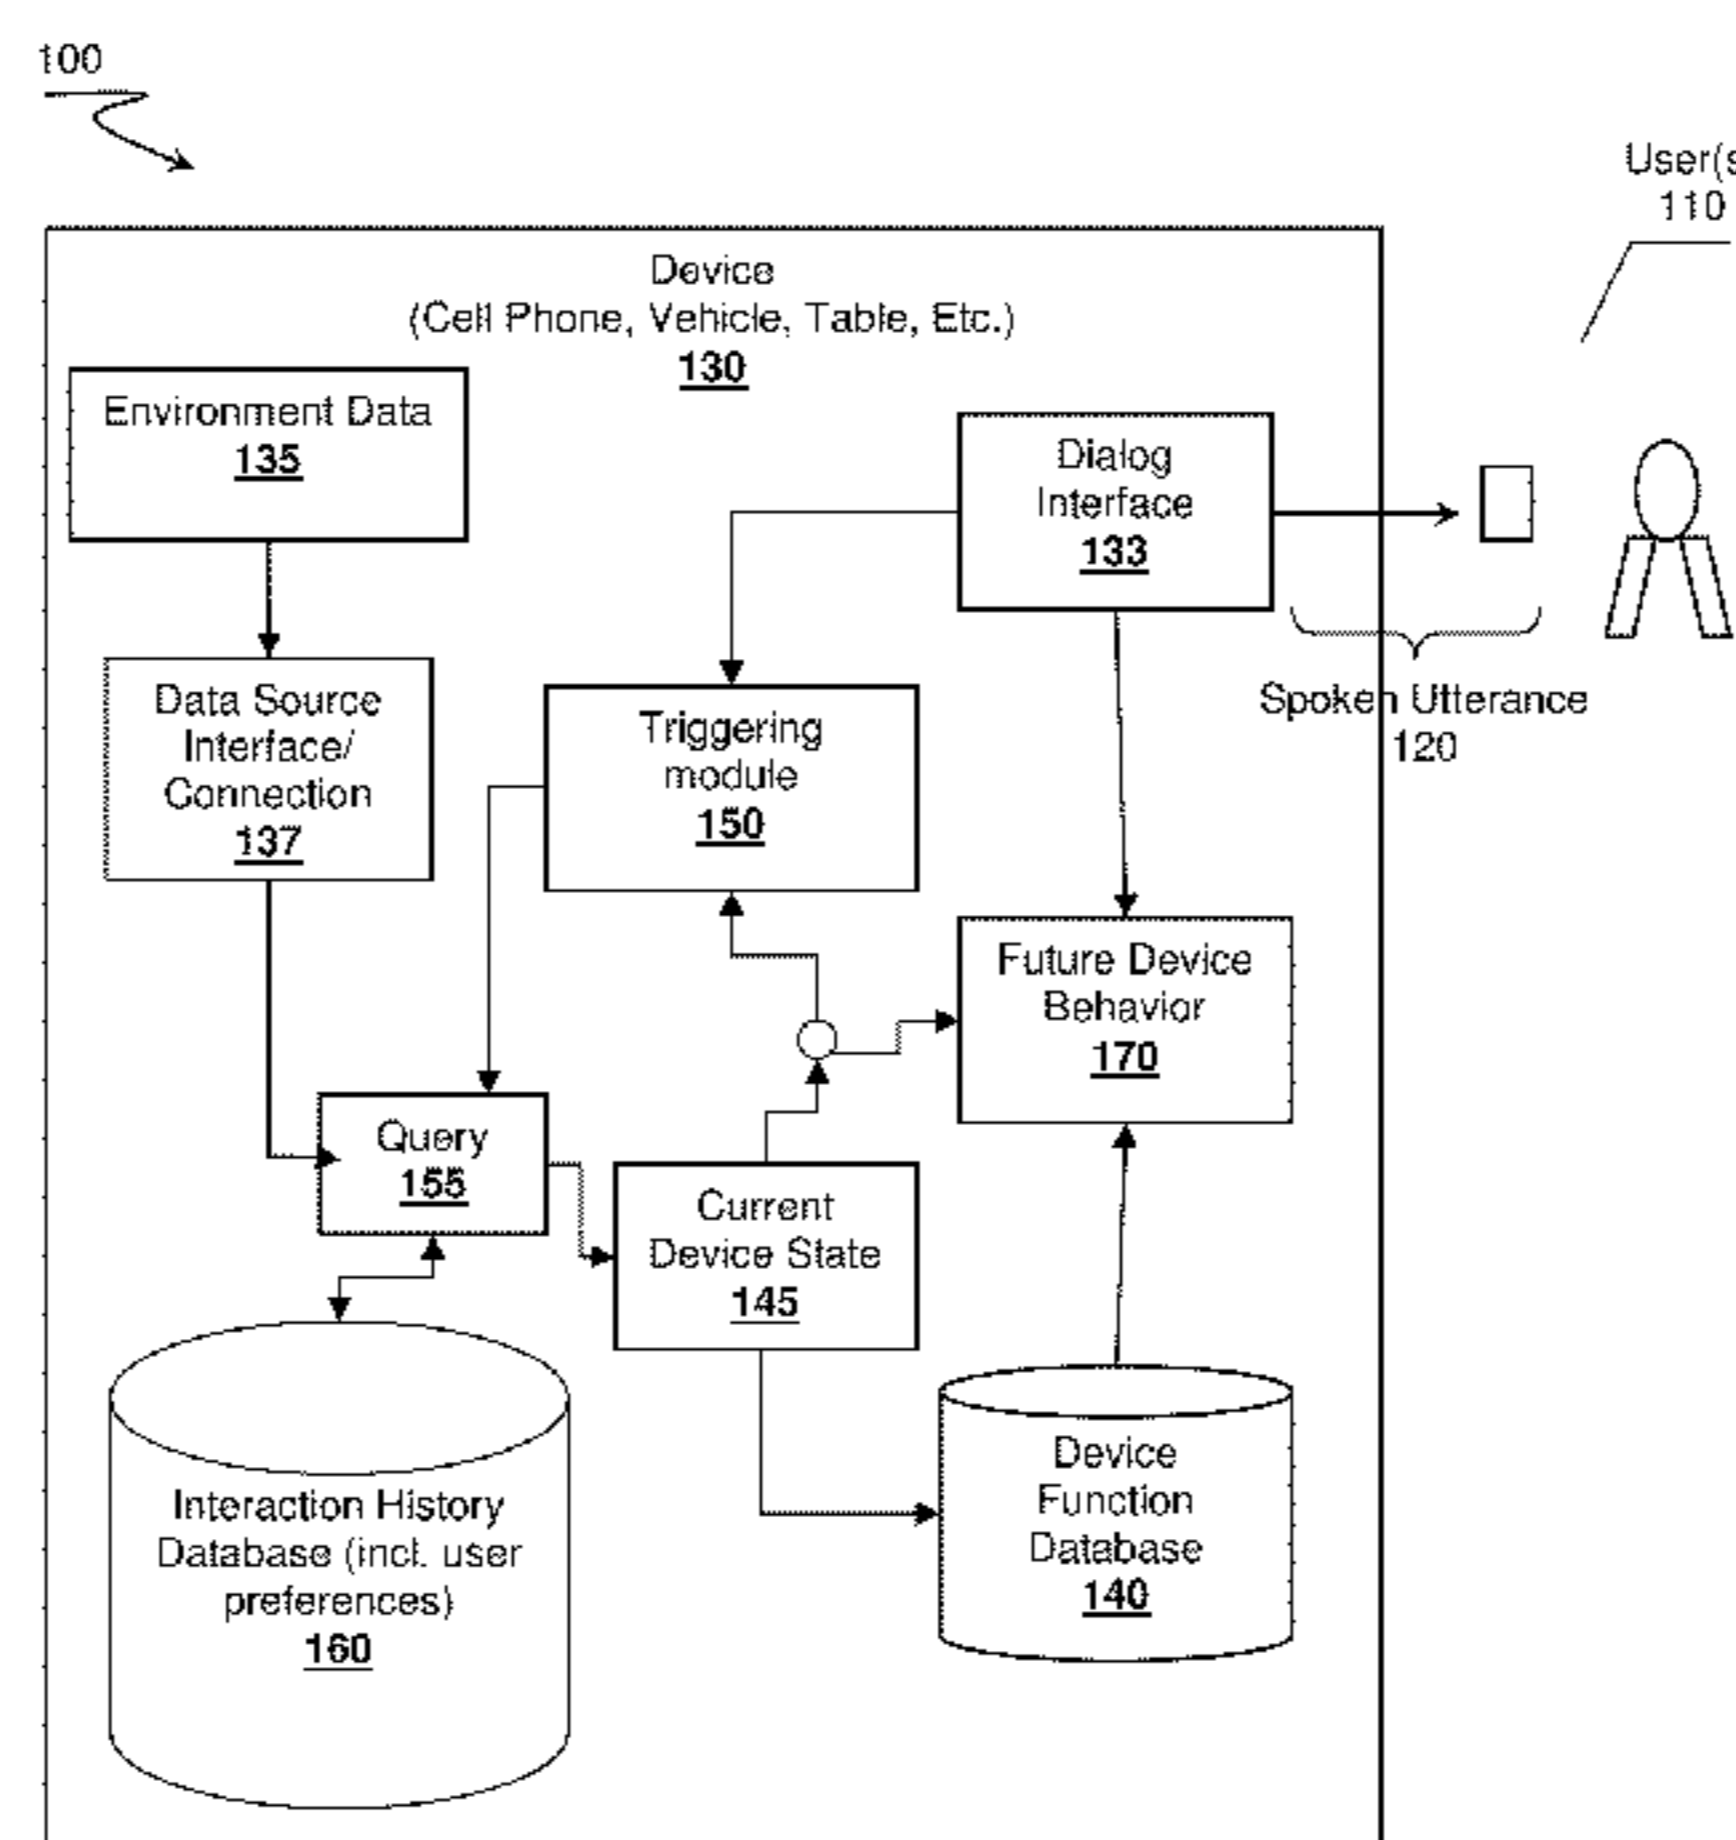 100
User(s
110
Device
(Cell Phone, Vehicle, Table, Etc.)
130
Environment Data
135
Dialog
Interface
133
Data Source
Interface/
Connection
137
Triggering
module
150
Spoken Utterance
120
Future Device
Behavior
170
Query
155
Current
Device State
145
Interaction History
Database (incl. user
preferences)
160
Device
Function
Database
140